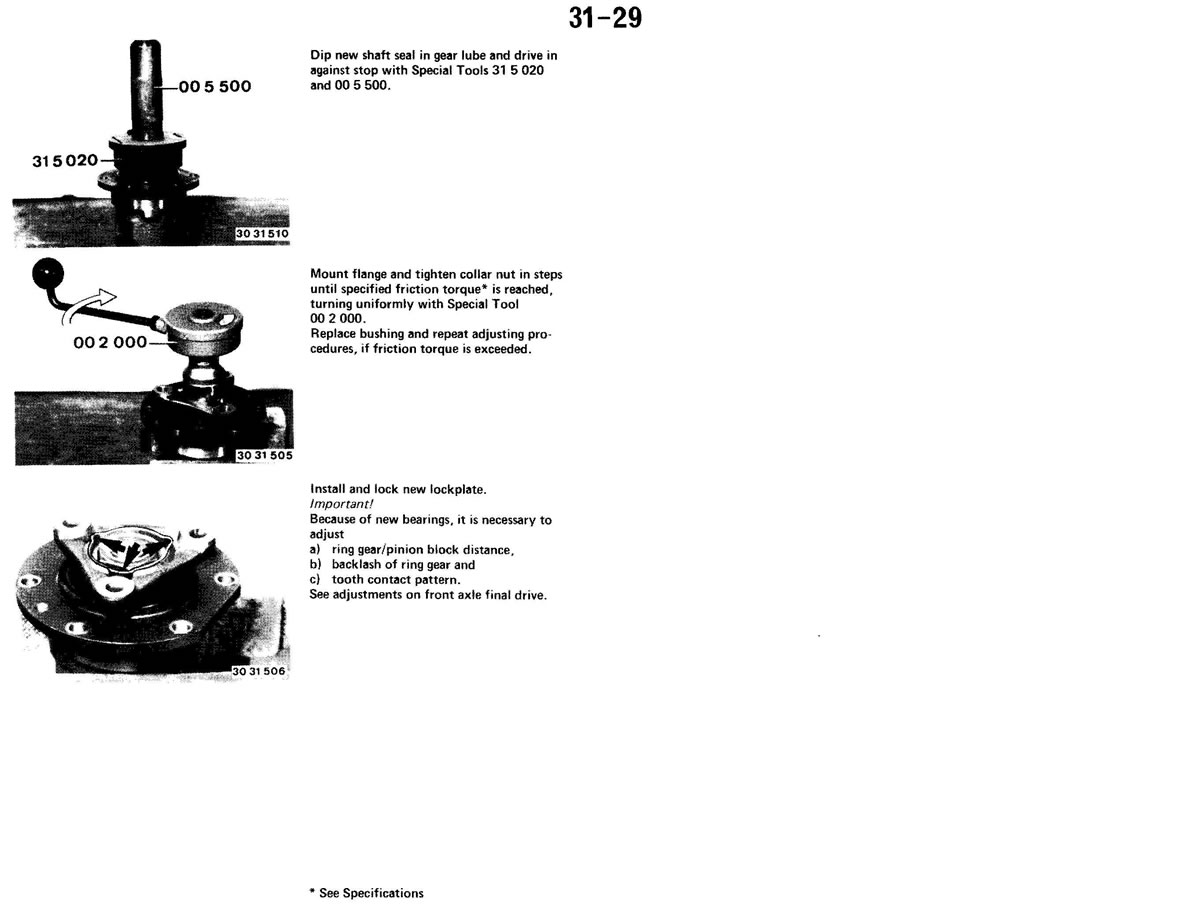 31-29
Dip new shaft seal in gear lube and drive in
against stop with Special Tools 31 5 020
and 00 5 500.
00 5 500
31 5 020
30 31 510
Mount flange and tighten collar nut in steps
until specified friction torque* is reached,
turning uniformly with Special Tool
00 2 000.
Replace bushing and repeat adjusting pro-
cedures, if friction torque is exceeded.
00 2 000
30 31 505
Install and lock new lockplate.
Important!
Because of new bearings, it is necessary to
adjust
a) ring gear/pinion block distance,
b) backlash of ring gear and
c) tooth contact pattern.
See adjustments on front axle final drive.
30 31 506
* See Specifications